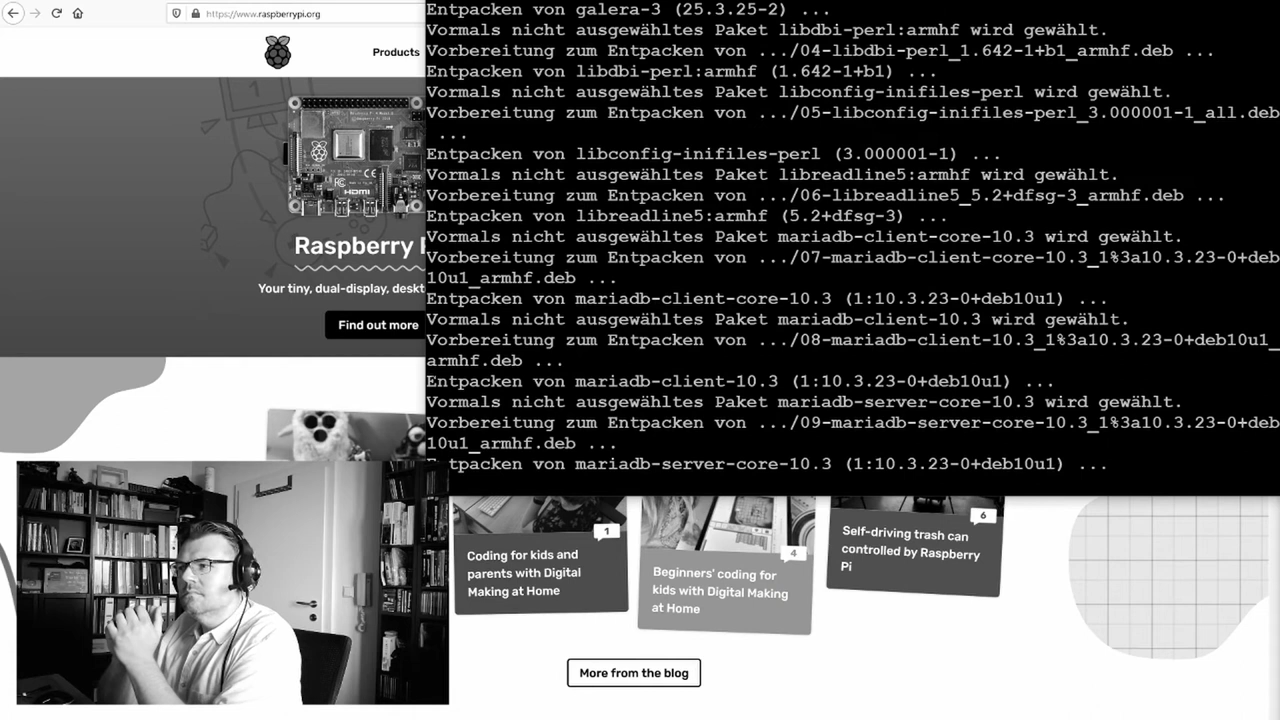 https://www.raspberrypi.org
Products
Raspberry
Your tiny, dual-display, deskt
Find out more
Entpacken von galera-3 (25.3.25-2) ...
Vormals nicht ausgewähltes Paket libdbi-perl:armhf wird gewählt.
Vorbereitung zum Entpacken von .../04-libdbi-perl_1.642-1+b1_armhf.deb ...
Entpacken von libdbi-perl:armhf (1.642-1+b1) ...
Vormals nicht ausgewähltes Paket libconfig-inifiles-perl wird gewählt.
Vorbereitung zum Entpacken von .../05-libconfig-inifiles-perl_3.000001-1_all.deb
...
Entpacken von libconfig-inifiles-perl (3.000001-1) ...
Vormals nicht ausgewähltes Paket libreadline5:armhf wird gewählt.
Vorbereitung zum Entpacken von .../06-libreadline5_5.2+dfsg-3_armhf.deb ...
Entpacken von libreadline5:armhf (5.2+dfsg-3) ...
Vormals nicht ausgewähltes Paket mariadb-client-core-10.3 wird gewählt.
Vorbereitung zum Entpacken von .../07-mariadb-client-core-10.3_1%3a10.3.23-0+deb
10u1_armhf.deb ...
Entpacken von mariadb-client-core-10.3 (1:10.3.23-0+deb10u1) ...
Vormals nicht ausgewähltes Paket mariadb-client-10.3 wird gewählt.
Vorbereitung zum Entpacken von .../08-mariadb-client-10.3_1%3a10.3.23-0+deb10u1_
armhf.deb ...
Entpacken von mariadb-client-10.3 (1:10.3.23-0+deb10u1) ...
Vormals nicht ausgewähltes Paket mariadb-server-core-10.3 wird gewählt.
Vorbereitung zum Entpacken von .../09-mariadb-server-core-10.3_1%3a10.3.23-0+deb
10u1_armhf.deb ...
Entpacken von mariadb-server-core-10.3 (1:10.3.23-0+deb10u1) ...
HDMI
1
Coding for kids and
parents with Digital
Making at Home
4
Beginners' coding for
kids with Digital Making
at Home
6
Self-driving trash can
controlled by Raspberry
Pi
More from the blog